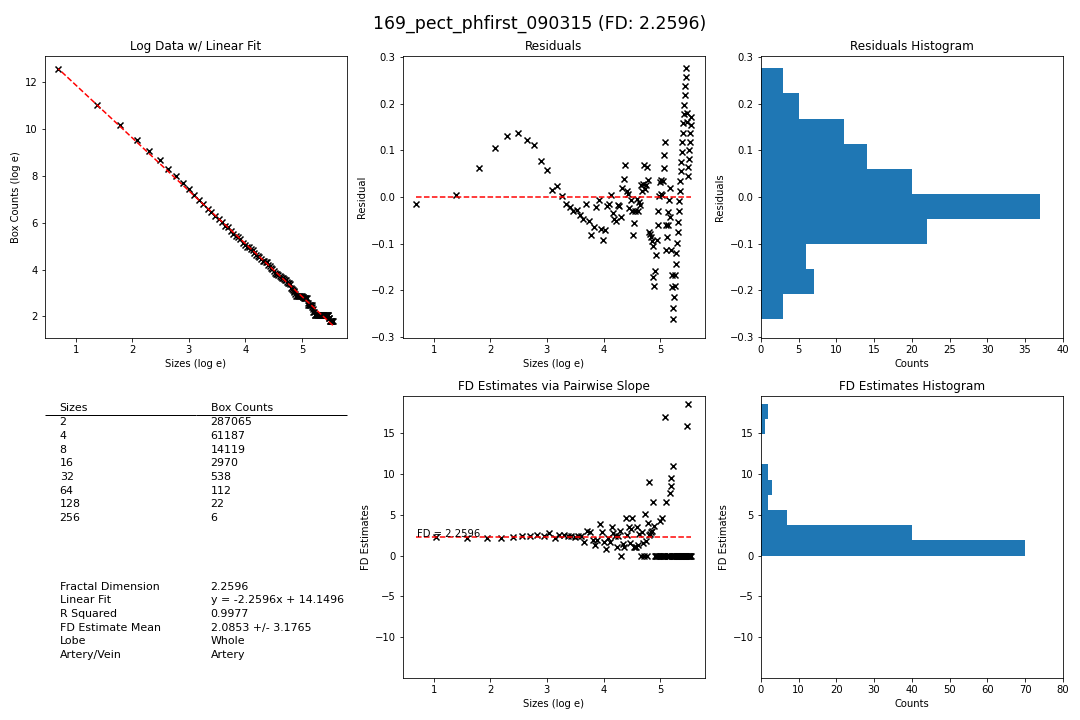 169_pect_phfirst_090315 (FD: 2.2596)
Log Data w/ Linear Fit
12
10
8
6
4
2
Box Counts (log e)
1 2 3 4 5
Sizes (log e)
Residuals
0.3
0.2
0.1
0.0
−0.1
−0.2
−0.3
Residual
1 2 3 4 5
Sizes (log e)
Residuals Histogram
0.3
0.2
0.1
0.0
−0.1
−0.2
−0.3
Residuals
0 5 10 15 20 25 30 35 40
Counts
Sizes Box Counts
2 287065
4 61187
8 14119
16 2970
32 538
64 112
128 22
256 6
Fractal Dimension 2.2596
Linear Fit y = -2.2596x + 14.1496
R Squared 0.9977
FD Estimate Mean 2.0853 +/- 3.1765
Lobe Whole
Artery/Vein Artery
FD Estimates via Pairwise Slope
15
10
5
0
−5
−10
FD Estimates
FD = 2.2596
1 2 3 4 5
Sizes (log e)
FD Estimates Histogram
15
10
5
0
−5
−10
FD Estimates
0 10 20 30 40 50 60 70 80
Counts